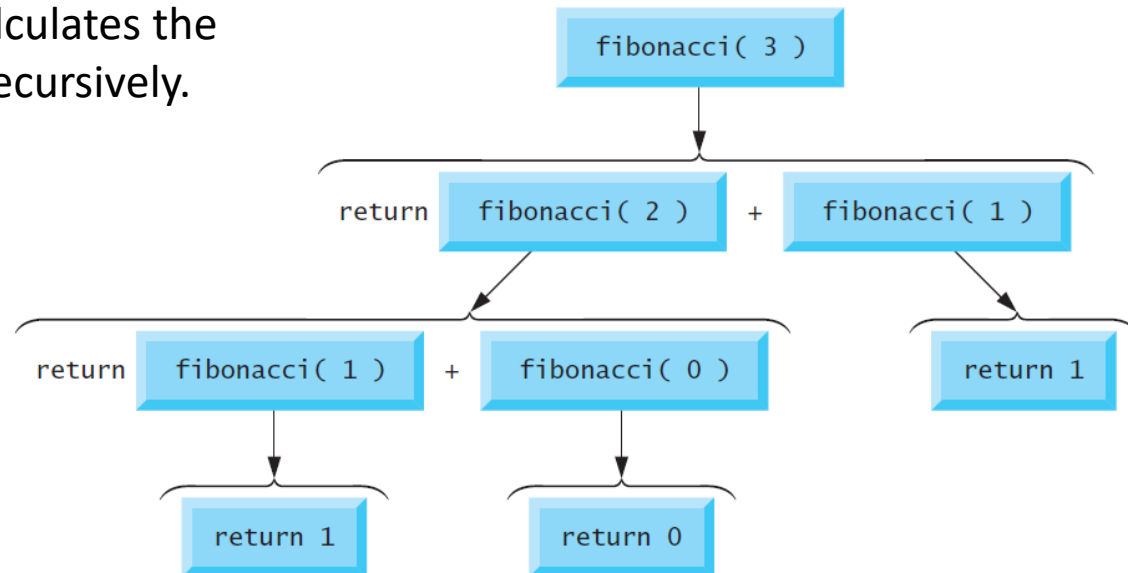 lculates the
ecursively.
fibonacci( 3 )
return fibonacci( 2 ) + fibonacci( 1 )
return fibonacci( 1 ) + fibonacci( 0 ) return 1
return 1 return 0